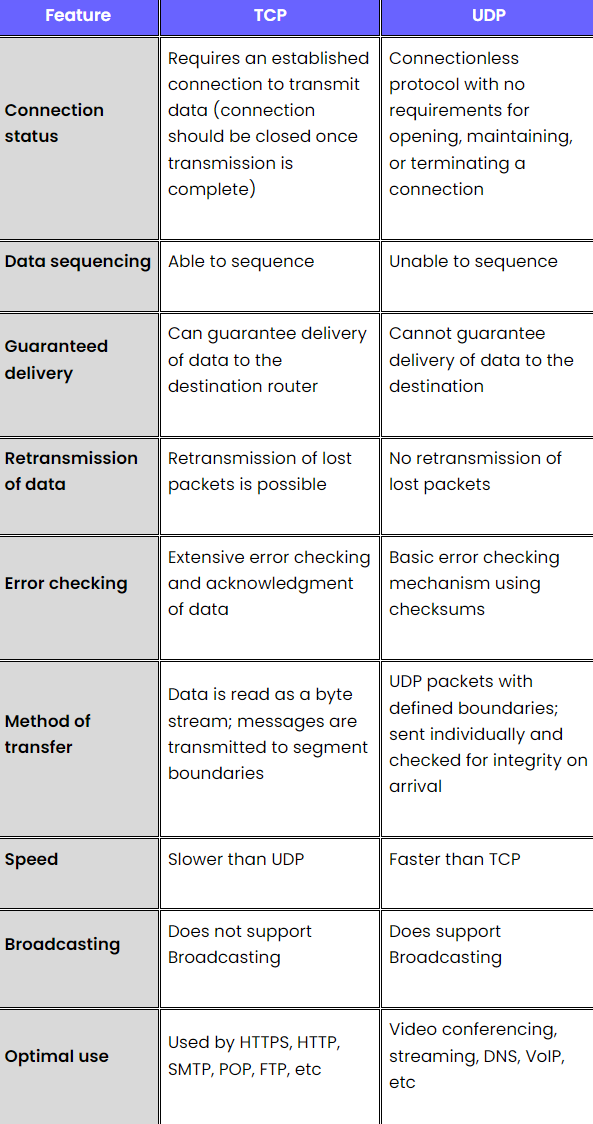 Feature TCP UDP
Connection
status
Requires an established
connection to transmit
data (connection
should be closed once
transmission is
complete)
Connectionless
protocol with no
requirements for
opening, maintaining,
or terminating a
connection
Data sequencing
Able to sequence
Unable to sequence
Guaranteed
delivery
Can guarantee delivery
of data to the
destination router
Cannot guarantee
delivery of data to the
destination
Retransmission
of data
Retransmission of lost
packets is possible
No retransmission of
lost packets
Error checking
Extensive error checking
and acknowledgment
of data
Basic error checking
mechanism using
checksums
Method of
transfer
Data is read as a byte
stream; messages are
transmitted to segment
boundaries
UDP packets with
defined boundaries;
sent individually and
checked for integrity on
arrival
Speed
Slower than UDP
Faster than TCP
Broadcasting
Does not support
Broadcasting
Does support
Broadcasting
Optimal use
Used by HTTPS, HTTP,
SMTP, POP, FTP, etc
Video conferencing,
streaming, DNS, VoIP,
etc